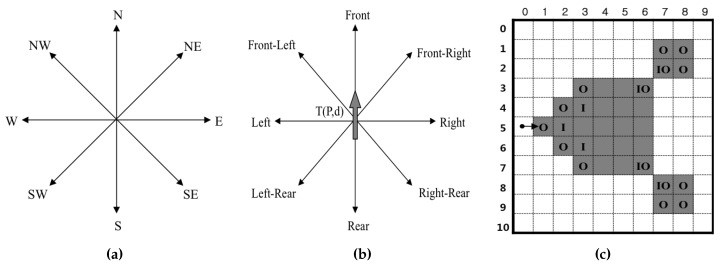 N
NW NE
W E
SW SE
S
(a)
Front
Front-Left Front-Right
T(P,d)
Left Right
Left-Rear Right-Rear
Rear
(b)
0 1 2 3 4 5 6 7 8 9
0
1 O O
2 IO O
3 O IO
4 O I
5 O I
6 O I
7 O IO
8 IO O
9 O O
10
(c)